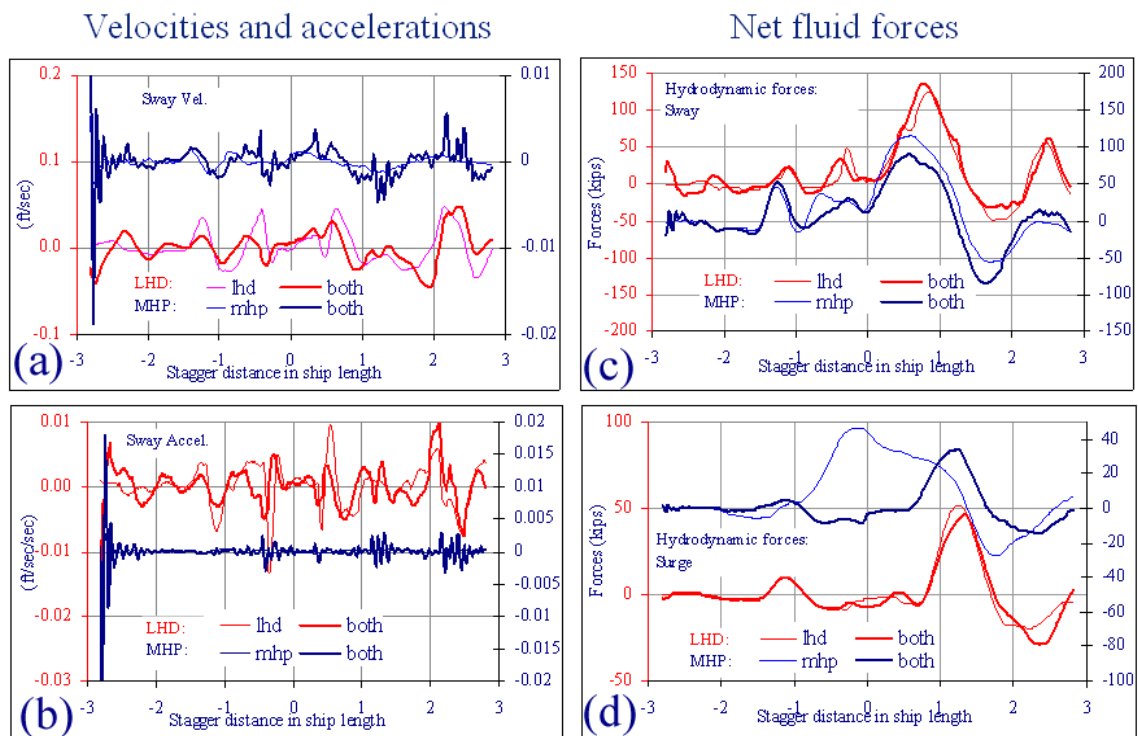 Velocities and accelerations
Net fluid forces
0.2
0.1
0.0
-0.1
(ft/sec)
Sway Vel.
0.01
0
-0.01
-0.02
LHD: lhd both
MHP: mhp both
-3 -2 -1 0 1 2 3
Stagger distance in ship length
(a)
150
100
50
0
-50
-100
-150
-200
Forces (kips)
Hydrodynamic forces:
Sway
200
150
100
50
0
-50
-100
-150
LHD: lhd both
MHP: mhp both
-3 -2 -1 0 1 2 3
Stagger distance in ship length
(c)
0.01
0.00
-0.01
-0.02
-0.03
(ft/sec/sec)
Sway Accel.
0.02
0.015
0.01
0.005
0
-0.005
-0.01
-0.015
-0.02
LHD: lhd both
MHP: mhp both
-3 -2 -1 0 1 2 3
Stagger distance in ship length
(b)
100
50
0
-50
Forces (kips)
Hydrodynamic forces:
Surge
40
20
0
-20
-40
-60
-80
-100
LHD: lhd both
MHP: mhp both
-3 -2 -1 0 1 2 3
Stagger distance in ship length
(d)